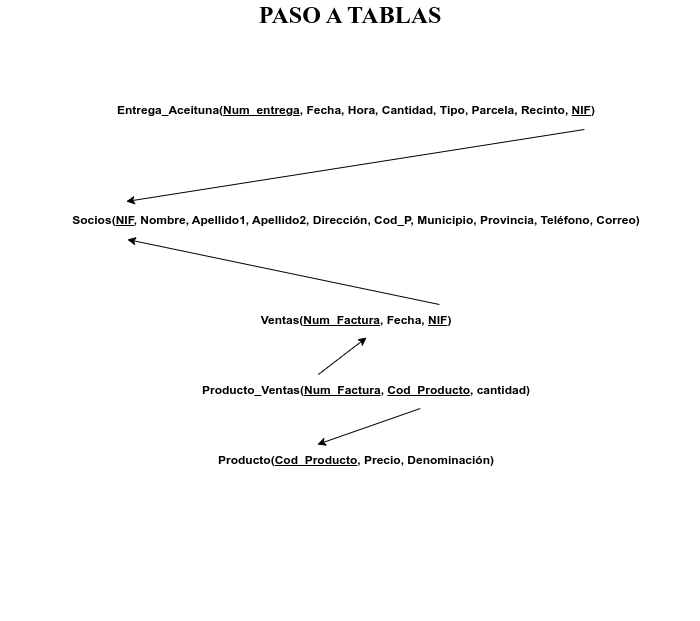 PASO A TABLAS
Entrega_Aceituna(Num_entrega, Fecha, Hora, Cantidad, Tipo, Parcela, Recinto, NIF)
Socios(NIF, Nombre, Apellido1, Apellido2, Dirección, Cod_P, Municipio, Provincia, Teléfono, Correo)
Ventas(Num_Factura, Fecha, NIF)
Producto_Ventas(Num_Factura, Cod_Producto, cantidad)
Producto(Cod_Producto, Precio, Denominación)